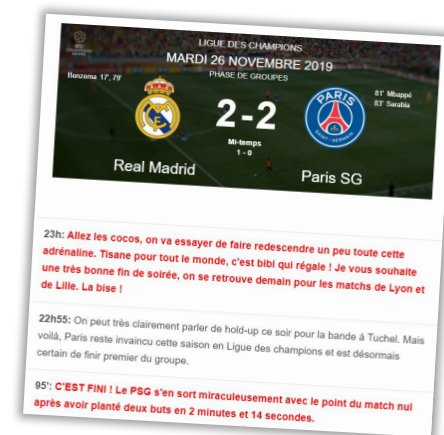 LIGUE DES CHAMPIONS
MARDI 26 NOVEMBRE 2019
PHASE DE GROUPES
Benzema 17', 79'
2-2
81' Mbappé
83' Sarabia
Mi-temps
1 - 0
PARIS
SAINT-GERMAIN
Real Madrid
Paris SG
23h: Allez les cocos, on va essayer de faire redescendre un peu toute cette
adrénaline. Tisane pour tout le monde, c'est bibi qui régale ! Je vous souhaite
une très bonne fin de soirée, on se retrouve demain pour les matchs de Lyon et
de Lille. La bise !
22h55: On peut très clairement parler de hold-up ce soir pour la bande à Tuchel. Mais
voilà, Paris reste invaincu cette saison en Ligue des champions et est désormais
certain de finir premier du groupe.
95': C'EST FINI ! Le PSG s'en sort miraculeusement avec le point du match nul
après avoir planté deux buts en 2 minutes et 14 secondes.